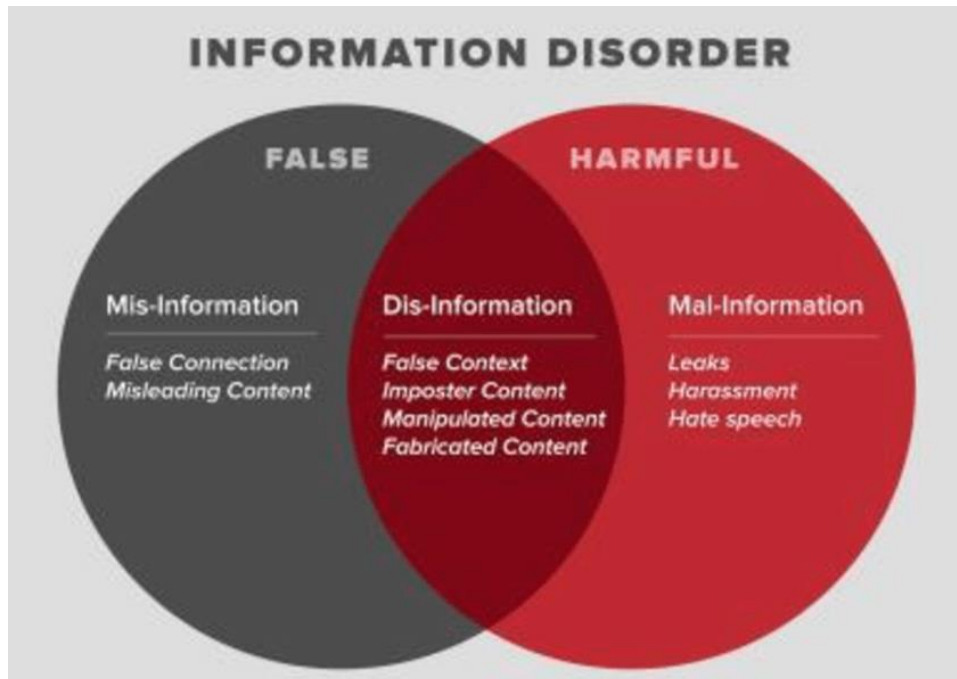 INFORMATION DISORDER
FALSE
HARMFUL
Mis-Information
False Connection
Misleading Content
Dis-Information
False Context
Imposter Content
Manipulated Content
Fabricated Content
Mal-Information
Leaks
Harassment
Hate speech